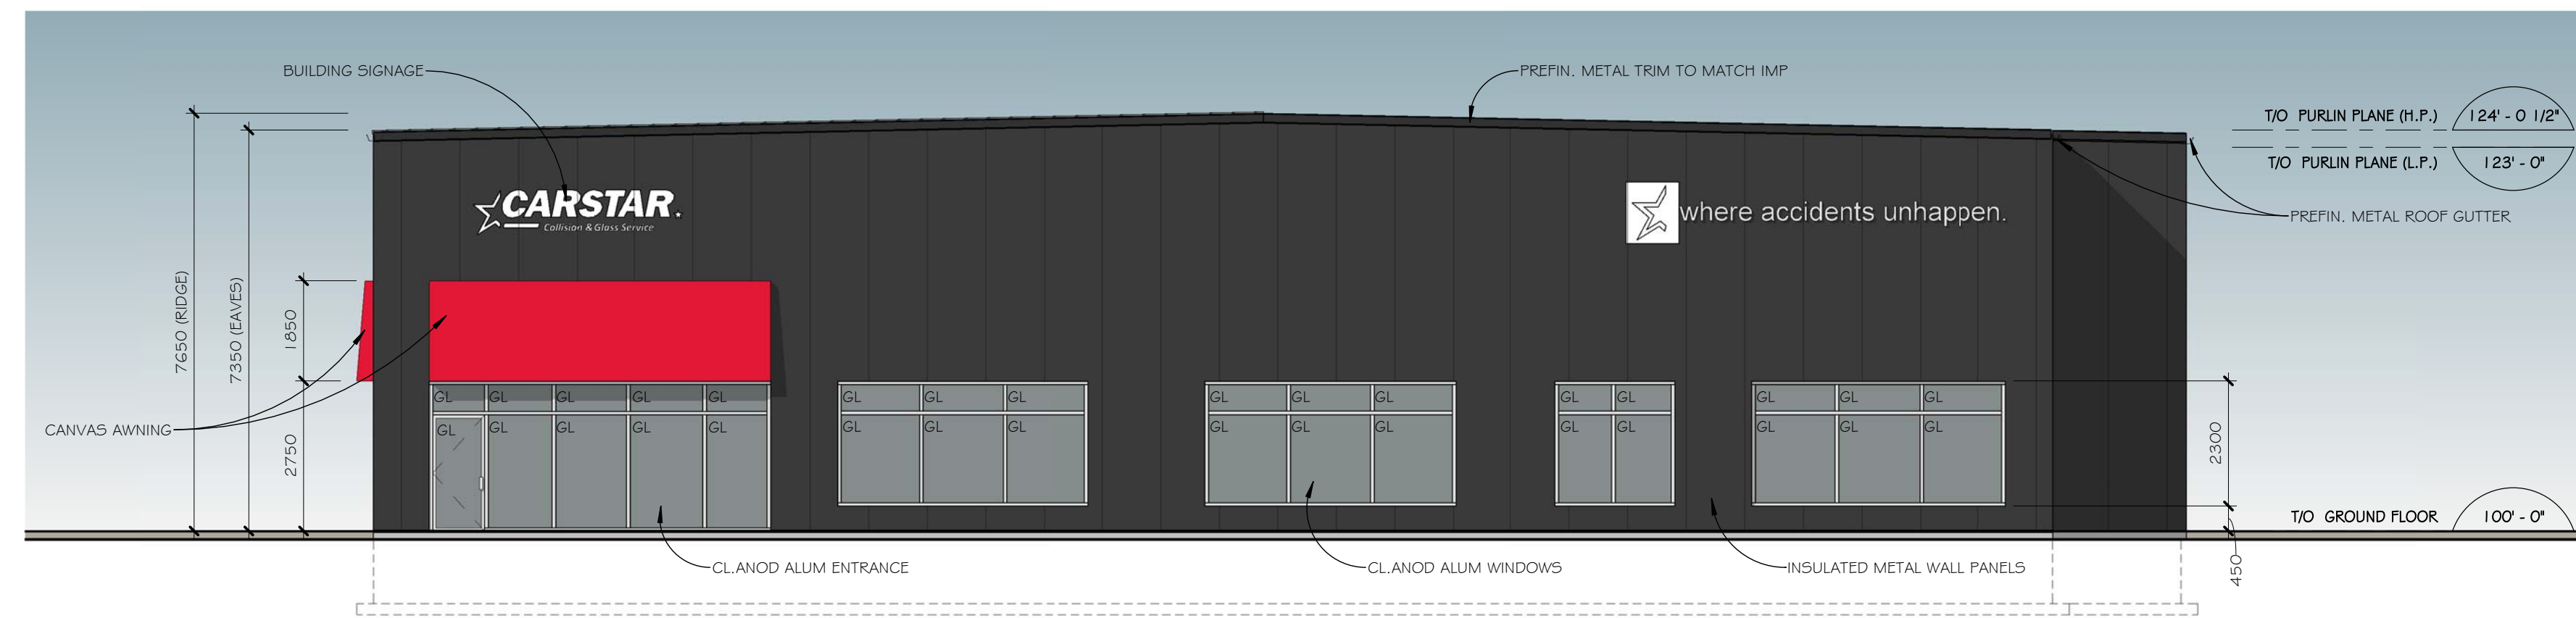 BUILDING SIGNAGE
PREFIN. METAL TRIM TO MATCH IMP
T/O PURLIN PLANE (H.P.)
124' - 0 1/2"
T/O PURLIN PLANE (L.P.)
123' - 0"
PREFIN. METAL ROOF GUTTER
CARSTAR
Collision & Glass Service
where accidents unhappen.
7650 (RIDGE)
7350 (EAVES)
1850
2750
CANVAS AWNING
GL GL GL GL GL
GL GL GL GL GL
GL GL GL
GL GL GL
GL GL GL
GL GL GL
GL GL
GL GL
GL GL GL
GL GL GL
2300
450
T/O GROUND FLOOR
100' - 0"
CL.ANOD ALUM ENTRANCE
CL.ANOD ALUM WINDOWS
INSULATED METAL WALL PANELS